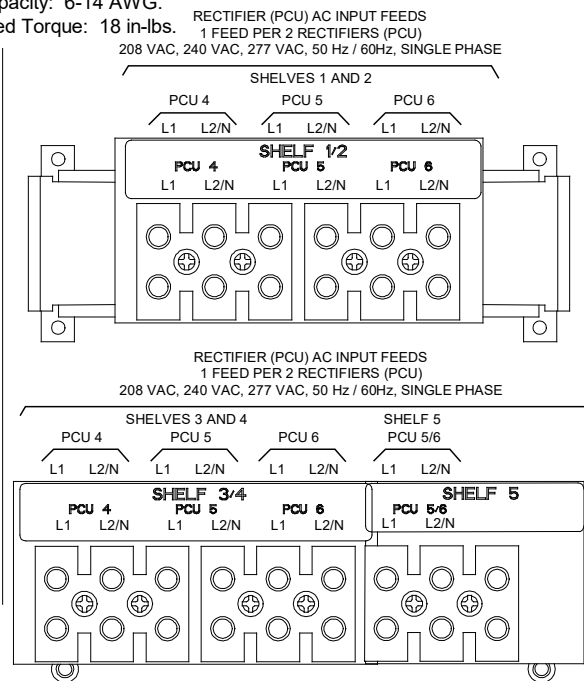 pacity: 6-14 AWG.
ed Torque: 18 in-lbs.
RECTIFIER (PCU) AC INPUT FEEDS
1 FEED PER 2 RECTIFIERS (PCU)
208 VAC, 240 VAC, 277 VAC, 50 Hz / 60Hz, SINGLE PHASE
SHELVES 1 AND 2
PCU 4 PCU 5 PCU 6
L1 L2/N L1 L2/N L1 L2/N
SHELF 1/2
PCU 4 PCU 5 PCU 6
L1 L2/N L1 L2/N L1 L2/N
RECTIFIER (PCU) AC INPUT FEEDS
1 FEED PER 2 RECTIFIERS (PCU)
208 VAC, 240 VAC, 277 VAC, 50 Hz / 60Hz, SINGLE PHASE
SHELVES 3 AND 4 SHELF 5
PCU 4 PCU 5 PCU 6 PCU 5/6
L1 L2/N L1 L2/N L1 L2/N L1 L2/N
SHELF 3/4 SHELF 5
PCU 4 PCU 5 PCU 6 PCU 5/6
L1 L2/N L1 L2/N L1 L2/N L1 L2/N